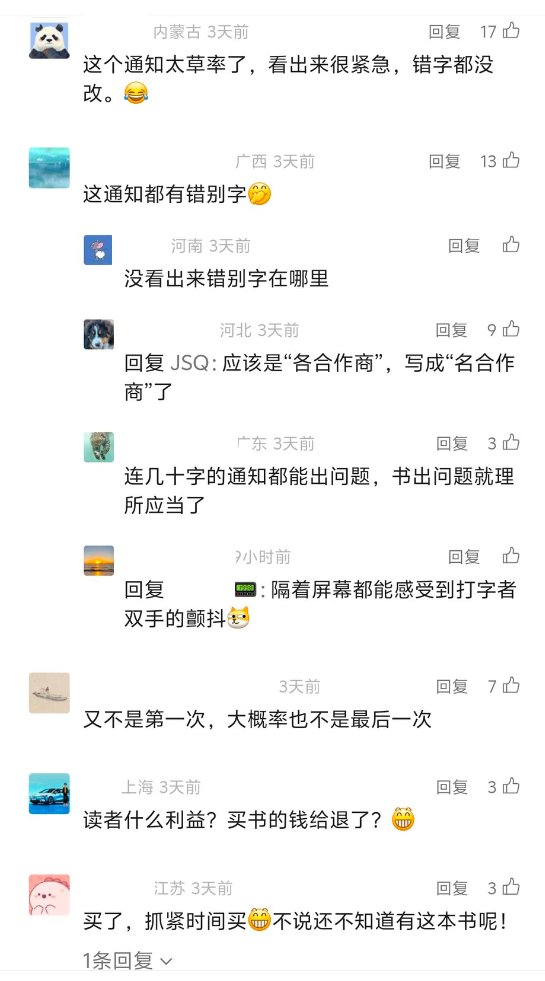 内蒙古 3天前 回复 17
这个通知太草率了，看出来很紧急，错字都没
改。😂
广西 3天前 回复 13
这通知都有错别字🤭
河南 3天前 回复
没看出来错别字在哪里
河北 3天前 回复 9
回复 JSQ: 应该是“各合作商”，写成“名合作
商”了
广东 3天前 回复 3
连几十字的通知都能出问题，书出问题就理
所应当了
9小时前 回复
回复 📟: 隔着屏幕都能感受到打字者
双手的颤抖
3天前 回复 7
又不是第一次，大概率也不是最后一次
上海 3天前 回复 3
读者什么利益？买书的钱给退了？😁
江苏 3天前 回复 3
买了，抓紧时间买😁不说还不知道有这本书呢！
1条回复